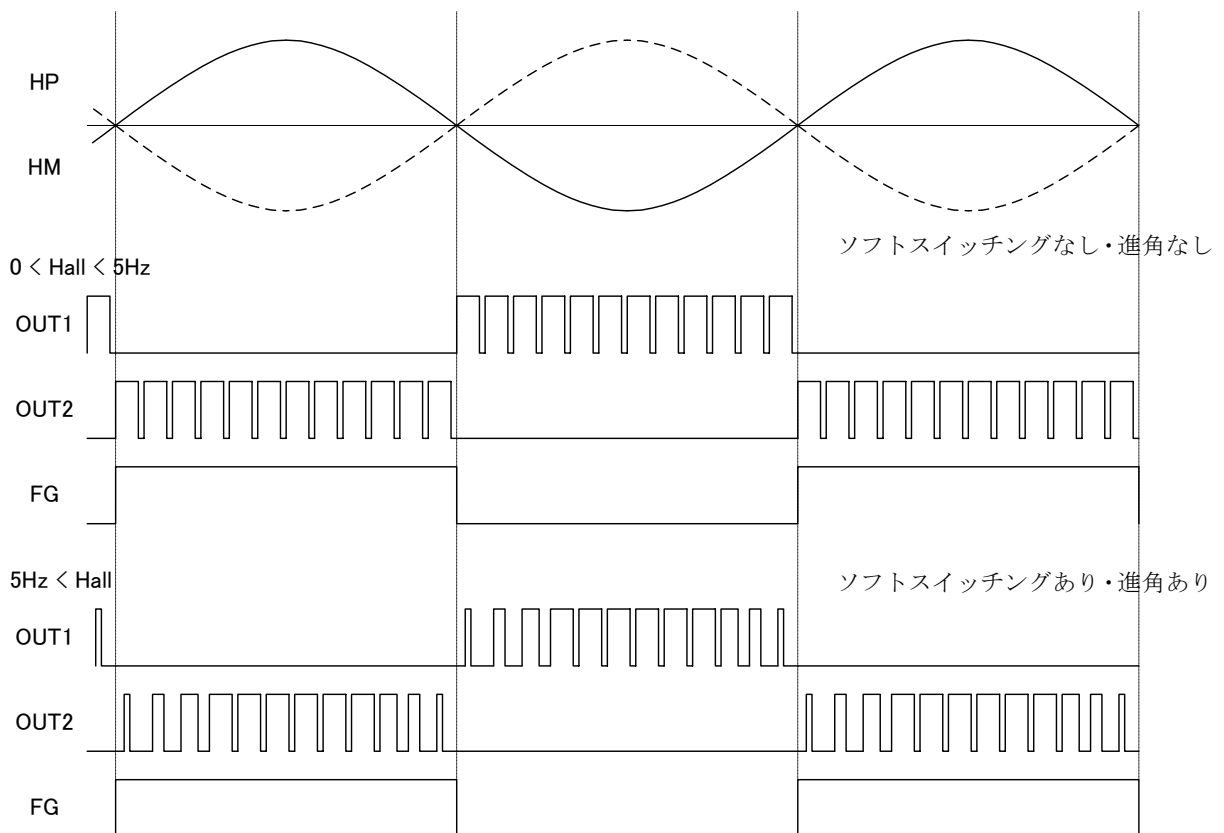 HP
HM
ソフトスイッチングなし・進角なし
0 < Hall < 5Hz
OUT1
OUT2
FG
5Hz < Hall
ソフトスイッチングあり・進角あり
OUT1
OUT2
FG